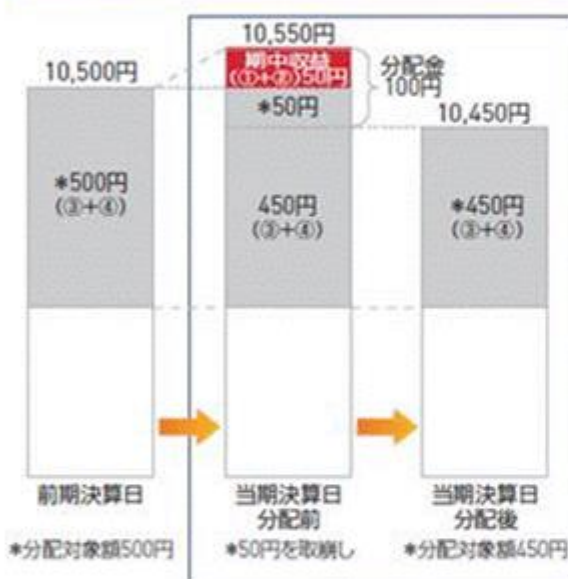 10,500円
*500円
(③+④)
前期決算日
*分配対象額500円
10,550円
期中収益
(①+②)50円
*50円
450円
(③+④)
分配金
100円
当期決算日
分配前
*50円を取崩し
10,450円
*450円
(③+④)
当期決算日
分配後
*分配対象額450円